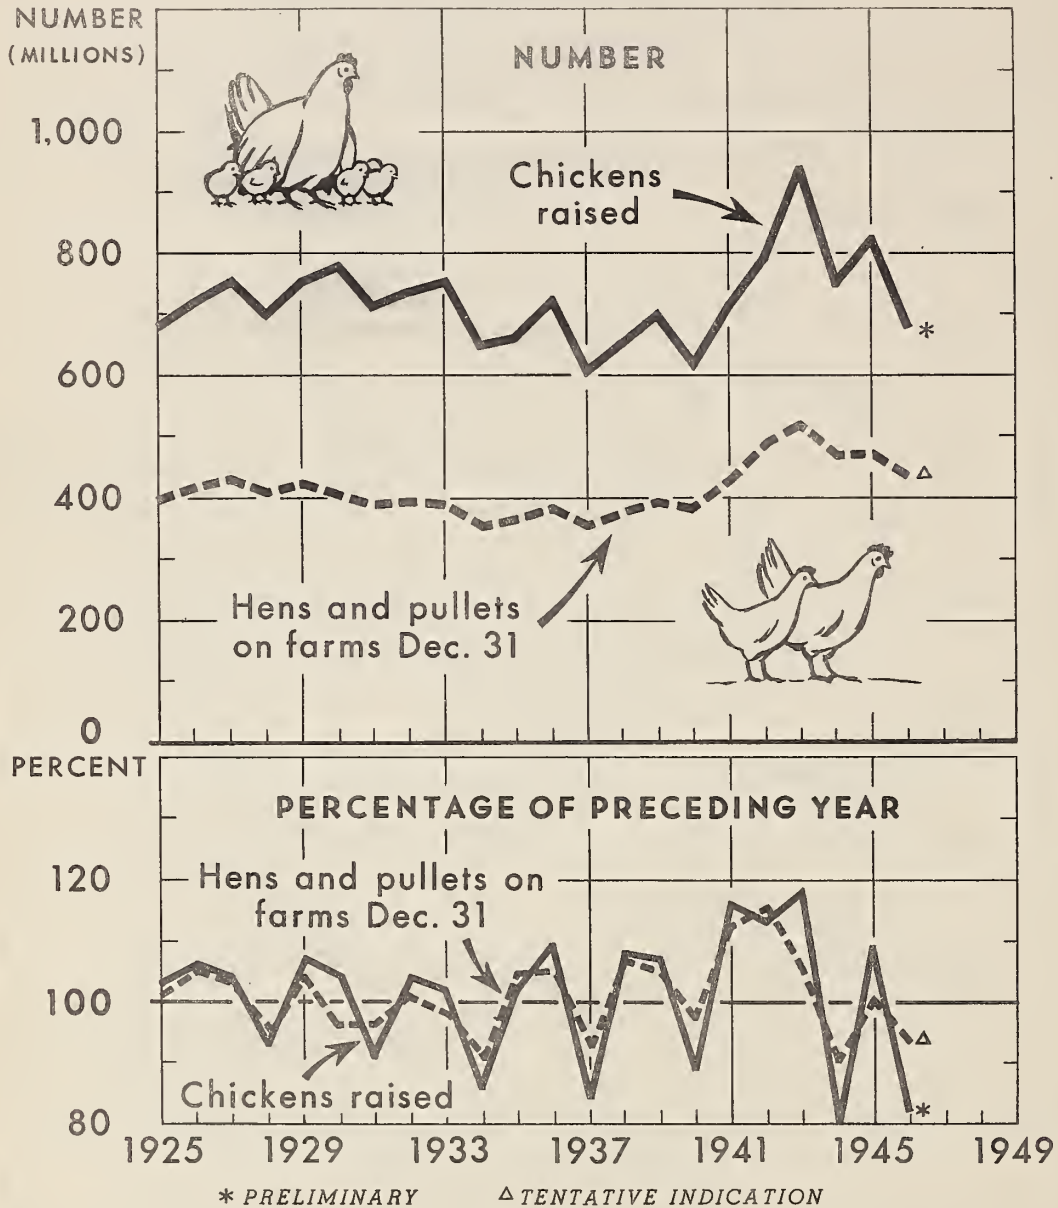 NUMBER
(MILLIONS)
NUMBER
1,000
Chickens
raised
800
*
600
400
Δ
Hens and pullets
on farms Dec. 31
200
0
PERCENT
PERCENTAGE OF PRECEDING YEAR
120
Hens and pullets on
farms Dec. 31
100
Δ
Chickens raised
*
80
1925 1929 1933 1937 1941 1945 1949
* PRELIMINARY Δ TENTATIVE INDICATION